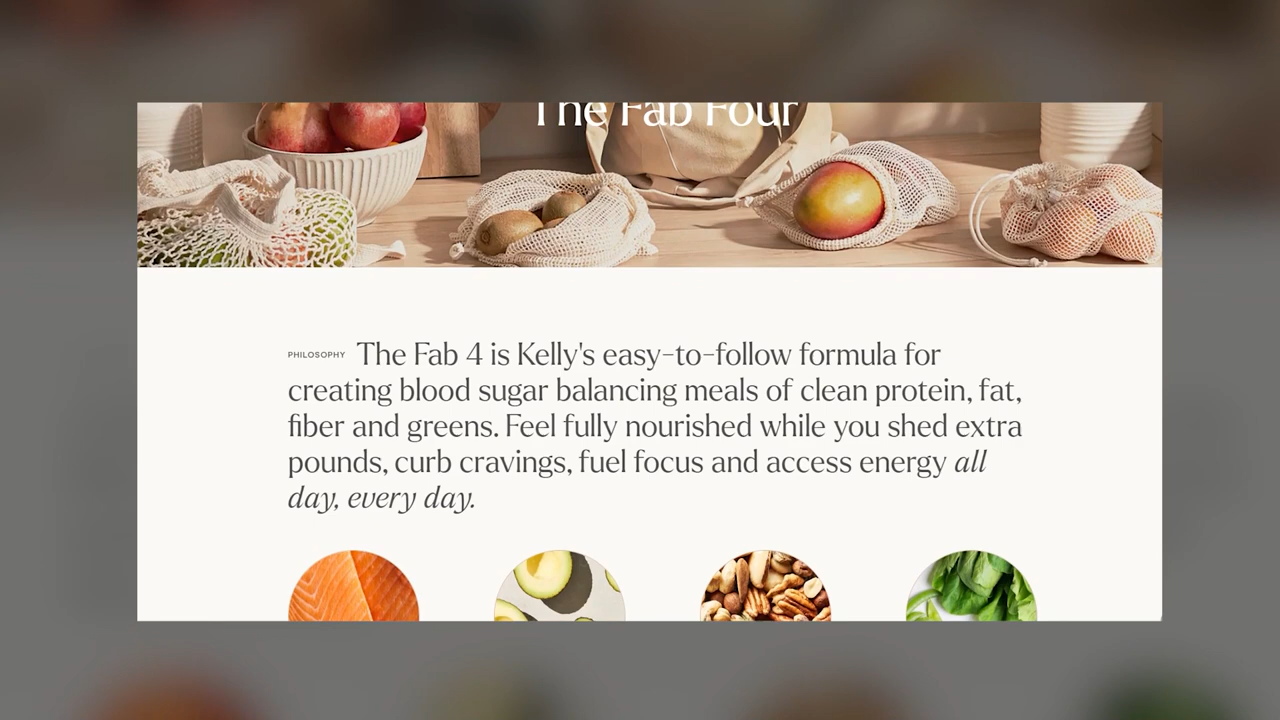 The Fab Four
PHILOSOPHY The Fab 4 is Kelly's easy-to-follow formula for
creating blood sugar balancing meals of clean protein, fat,
fiber and greens. Feel fully nourished while you shed extra
pounds, curb cravings, fuel focus and access energy all
day, every day.